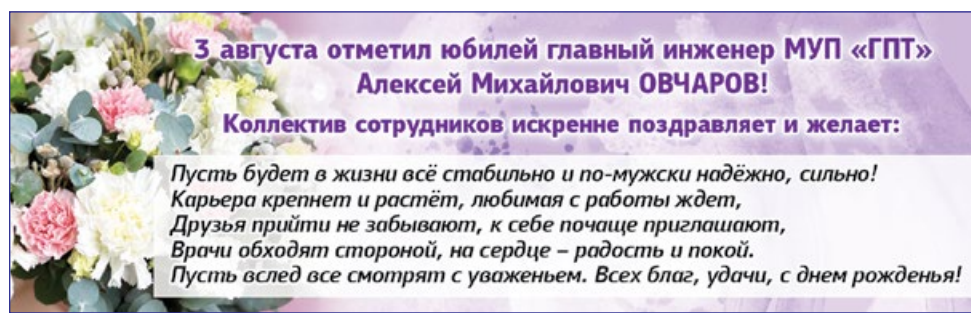 3 августа отметил юбилей главный инженер МУП «ГПТ»
Алексей Михайлович ОВЧАРОВ!
Коллектив сотрудников искренне поздравляет и желает:
Пусть будет в жизни всё стабильно и по-мужски надёжно, сильно!
Карьера крепнет и растёт, любимая с работы ждет,
Друзья прийти не забывают, к себе почаще приглашают,
Врачи обходят стороной, на сердце – радость и покой.
Пусть вслед все смотрят с уваженьем. Всех благ, удачи, с днем рожденья!